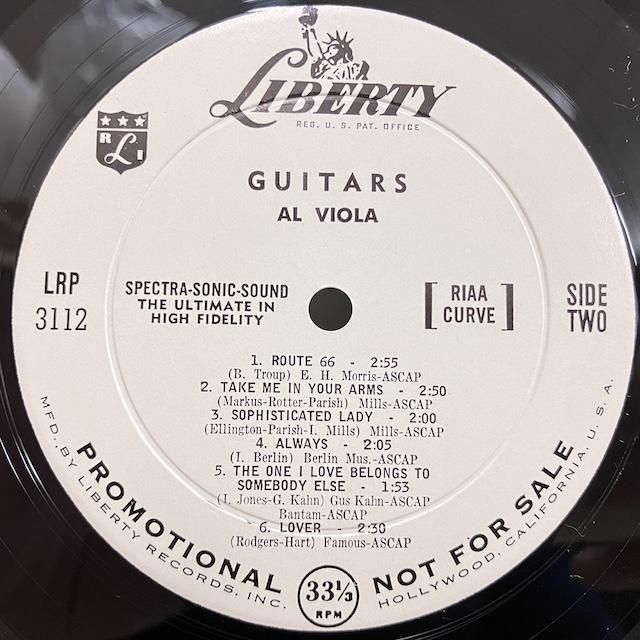 LIBERTY
REG. U. S. PAT. OFFICE
R L I
GUITARS
AL VIOLA
LRP
3112
SPECTRA-SONIC-SOUND
THE ULTIMATE IN
HIGH FIDELITY
[ RIAA
CURVE ]
SIDE
TWO
1. ROUTE 66 - 2:55
(B. Troup) E. H. Morris-ASCAP
2. TAKE ME IN YOUR ARMS - 2:50
(Markus-Rotter-Parish) Mills-ASCAP
3. SOPHISTICATED LADY - 2:00
(Ellington-Parish-I. Mills) Mills-ASCAP
4. ALWAYS - 2:05
(I. Berlin) Berlin Mus.-ASCAP
5. THE ONE I LOVE BELONGS TO
SOMEBODY ELSE - 1:53
(I. Jones-G. Kahn) Gus Kahn-ASCAP
Bantam-ASCAP
6. LOVER - 2:30
(Rodgers-Hart) Famous-ASCAP
PROMOTIONAL
NOT FOR SALE
MFD. BY LIBERTY RECORDS, INC.
HOLLYWOOD, CALIFORNIA, U. S. A.
33 1/3
RPM